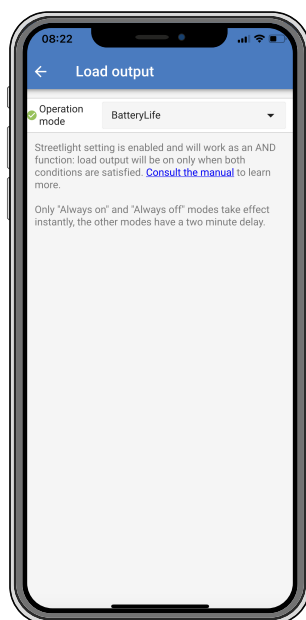 08:22
Load output
Operation
mode
BatteryLife
Streetlight setting is enabled and will work as an AND
function: load output will be on only when both
conditions are satisfied. Consult the manual to learn
more.
Only "Always on" and "Always off" modes take effect
instantly, the other modes have a two minute delay.